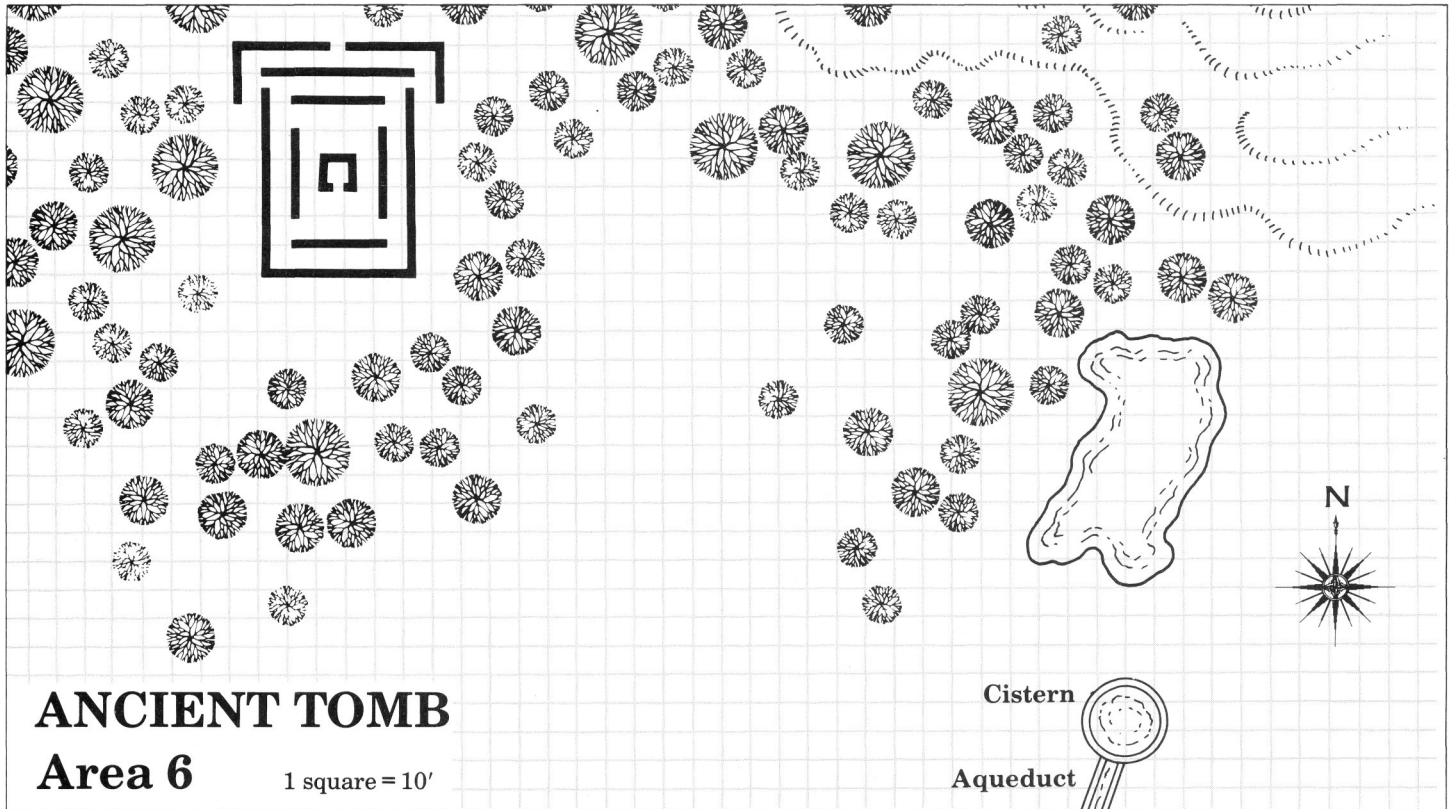 N
Cistern
Aqueduct
ANCIENT TOMB
Area 6
1 square = 10′